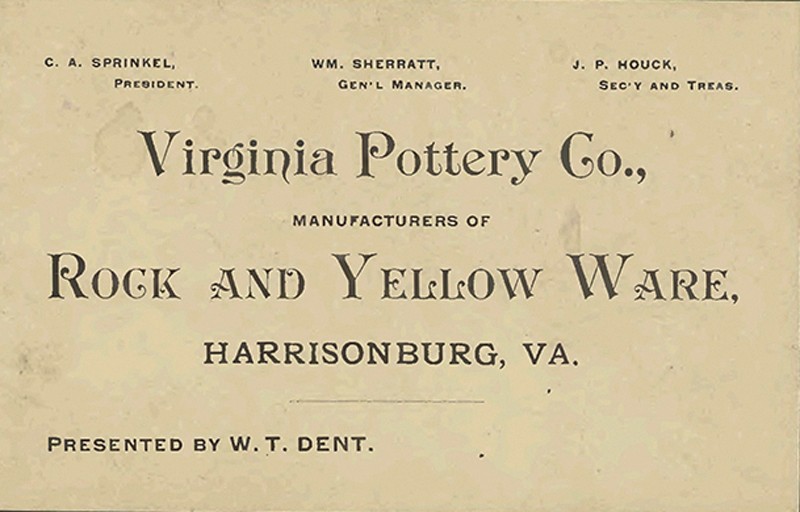 C. A. SPRINKEL, WM. SHERRATT, J. P. HOUCK,
PRESIDENT. GEN'L MANAGER. SEC'Y AND TREAS.
Virginia Pottery Co.,
MANUFACTURERS OF
ROCK AND YELLOW WARE,
HARRISONBURG, VA.
PRESENTED BY W. T. DENT.